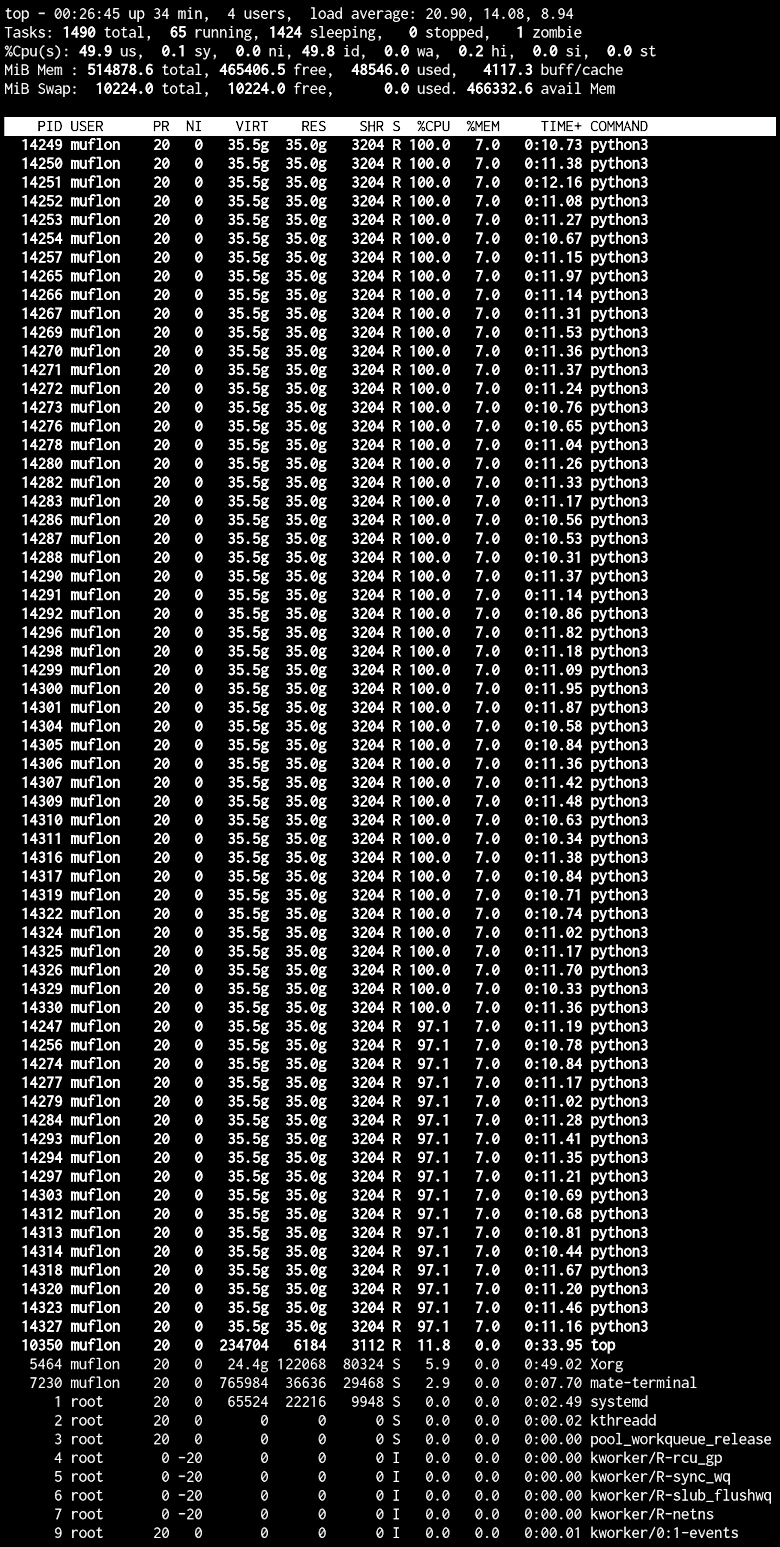 top - 00:26:45 up 34 min,  4 users,  load average: 20.90, 14.08, 8.94
Tasks: 1490 total,  65 running, 1424 sleeping,   0 stopped,   1 zombie
%Cpu(s): 49.9 us,  0.1 sy,  0.0 ni, 49.8 id,  0.0 wa,  0.2 hi,  0.0 si,  0.0 st
MiB Mem : 514878.6 total, 465406.5 free,  48546.0 used,   4117.3 buff/cache
MiB Swap:  10224.0 total,  10224.0 free,      0.0 used. 466332.6 avail Mem
PID USER PR NI VIRT RES SHR S %CPU %MEM TIME+ COMMAND
14249 muflon 20 0 35.5g 35.0g 3204 R 100.0 7.0 0:10.73 python3
14250 muflon 20 0 35.5g 35.0g 3204 R 100.0 7.0 0:11.38 python3
14251 muflon 20 0 35.5g 35.0g 3204 R 100.0 7.0 0:12.16 python3
14252 muflon 20 0 35.5g 35.0g 3204 R 100.0 7.0 0:11.08 python3
14253 muflon 20 0 35.5g 35.0g 3204 R 100.0 7.0 0:11.27 python3
14254 muflon 20 0 35.5g 35.0g 3204 R 100.0 7.0 0:10.67 python3
14257 muflon 20 0 35.5g 35.0g 3204 R 100.0 7.0 0:11.15 python3
14265 muflon 20 0 35.5g 35.0g 3204 R 100.0 7.0 0:11.97 python3
14266 muflon 20 0 35.5g 35.0g 3204 R 100.0 7.0 0:11.14 python3
14267 muflon 20 0 35.5g 35.0g 3204 R 100.0 7.0 0:11.31 python3
14269 muflon 20 0 35.5g 35.0g 3204 R 100.0 7.0 0:11.53 python3
14270 muflon 20 0 35.5g 35.0g 3204 R 100.0 7.0 0:11.36 python3
14271 muflon 20 0 35.5g 35.0g 3204 R 100.0 7.0 0:11.37 python3
14272 muflon 20 0 35.5g 35.0g 3204 R 100.0 7.0 0:11.24 python3
14273 muflon 20 0 35.5g 35.0g 3204 R 100.0 7.0 0:10.76 python3
14276 muflon 20 0 35.5g 35.0g 3204 R 100.0 7.0 0:10.65 python3
14278 muflon 20 0 35.5g 35.0g 3204 R 100.0 7.0 0:11.04 python3
14280 muflon 20 0 35.5g 35.0g 3204 R 100.0 7.0 0:11.26 python3
14282 muflon 20 0 35.5g 35.0g 3204 R 100.0 7.0 0:11.33 python3
14283 muflon 20 0 35.5g 35.0g 3204 R 100.0 7.0 0:11.17 python3
14286 muflon 20 0 35.5g 35.0g 3204 R 100.0 7.0 0:10.56 python3
14287 muflon 20 0 35.5g 35.0g 3204 R 100.0 7.0 0:10.53 python3
14288 muflon 20 0 35.5g 35.0g 3204 R 100.0 7.0 0:10.31 python3
14290 muflon 20 0 35.5g 35.0g 3204 R 100.0 7.0 0:11.37 python3
14291 muflon 20 0 35.5g 35.0g 3204 R 100.0 7.0 0:11.14 python3
14292 muflon 20 0 35.5g 35.0g 3204 R 100.0 7.0 0:10.86 python3
14296 muflon 20 0 35.5g 35.0g 3204 R 100.0 7.0 0:11.82 python3
14298 muflon 20 0 35.5g 35.0g 3204 R 100.0 7.0 0:11.18 python3
14299 muflon 20 0 35.5g 35.0g 3204 R 100.0 7.0 0:11.09 python3
14300 muflon 20 0 35.5g 35.0g 3204 R 100.0 7.0 0:11.95 python3
14301 muflon 20 0 35.5g 35.0g 3204 R 100.0 7.0 0:11.87 python3
14304 muflon 20 0 35.5g 35.0g 3204 R 100.0 7.0 0:10.58 python3
14305 muflon 20 0 35.5g 35.0g 3204 R 100.0 7.0 0:10.84 python3
14306 muflon 20 0 35.5g 35.0g 3204 R 100.0 7.0 0:11.36 python3
14307 muflon 20 0 35.5g 35.0g 3204 R 100.0 7.0 0:11.42 python3
14309 muflon 20 0 35.5g 35.0g 3204 R 100.0 7.0 0:11.48 python3
14310 muflon 20 0 35.5g 35.0g 3204 R 100.0 7.0 0:10.63 python3
14311 muflon 20 0 35.5g 35.0g 3204 R 100.0 7.0 0:10.34 python3
14316 muflon 20 0 35.5g 35.0g 3204 R 100.0 7.0 0:11.38 python3
14317 muflon 20 0 35.5g 35.0g 3204 R 100.0 7.0 0:10.84 python3
14319 muflon 20 0 35.5g 35.0g 3204 R 100.0 7.0 0:10.71 python3
14322 muflon 20 0 35.5g 35.0g 3204 R 100.0 7.0 0:10.74 python3
14324 muflon 20 0 35.5g 35.0g 3204 R 100.0 7.0 0:11.02 python3
14325 muflon 20 0 35.5g 35.0g 3204 R 100.0 7.0 0:11.17 python3
14326 muflon 20 0 35.5g 35.0g 3204 R 100.0 7.0 0:11.70 python3
14329 muflon 20 0 35.5g 35.0g 3204 R 100.0 7.0 0:10.33 python3
14330 muflon 20 0 35.5g 35.0g 3204 R 100.0 7.0 0:11.36 python3
14247 muflon 20 0 35.5g 35.0g 3204 R 97.1 7.0 0:11.19 python3
14256 muflon 20 0 35.5g 35.0g 3204 R 97.1 7.0 0:10.78 python3
14274 muflon 20 0 35.5g 35.0g 3204 R 97.1 7.0 0:10.84 python3
14277 muflon 20 0 35.5g 35.0g 3204 R 97.1 7.0 0:11.17 python3
14279 muflon 20 0 35.5g 35.0g 3204 R 97.1 7.0 0:11.02 python3
14284 muflon 20 0 35.5g 35.0g 3204 R 97.1 7.0 0:11.28 python3
14293 muflon 20 0 35.5g 35.0g 3204 R 97.1 7.0 0:11.41 python3
14294 muflon 20 0 35.5g 35.0g 3204 R 97.1 7.0 0:11.35 python3
14297 muflon 20 0 35.5g 35.0g 3204 R 97.1 7.0 0:11.21 python3
14303 muflon 20 0 35.5g 35.0g 3204 R 97.1 7.0 0:10.69 python3
14312 muflon 20 0 35.5g 35.0g 3204 R 97.1 7.0 0:10.68 python3
14313 muflon 20 0 35.5g 35.0g 3204 R 97.1 7.0 0:10.81 python3
14314 muflon 20 0 35.5g 35.0g 3204 R 97.1 7.0 0:10.44 python3
14318 muflon 20 0 35.5g 35.0g 3204 R 97.1 7.0 0:11.67 python3
14320 muflon 20 0 35.5g 35.0g 3204 R 97.1 7.0 0:11.20 python3
14323 muflon 20 0 35.5g 35.0g 3204 R 97.1 7.0 0:11.46 python3
14327 muflon 20 0 35.5g 35.0g 3204 R 97.1 7.0 0:11.16 python3
10350 muflon 20 0 234704 6184 3112 R 11.8 0.0 0:33.95 top
5464 muflon 20 0 24.4g 122068 80324 S 5.9 0.0 0:49.02 Xorg
7230 muflon 20 0 765984 36636 29468 S 2.9 0.0 0:07.70 mate-terminal
1 root 20 0 65524 22216 9948 S 0.0 0.0 0:02.49 systemd
2 root 20 0 0 0 0 S 0.0 0.0 0:00.02 kthreadd
3 root 20 0 0 0 0 S 0.0 0.0 0:00.00 pool_workqueue_release
4 root 0 -20 0 0 0 I 0.0 0.0 0:00.00 kworker/R-rcu_gp
5 root 0 -20 0 0 0 I 0.0 0.0 0:00.00 kworker/R-sync_wq
6 root 0 -20 0 0 0 I 0.0 0.0 0:00.00 kworker/R-slub_flushwq
7 root 0 -20 0 0 0 I 0.0 0.0 0:00.00 kworker/R-netns
9 root 20 0 0 0 0 I 0.0 0.0 0:00.01 kworker/0:1-events